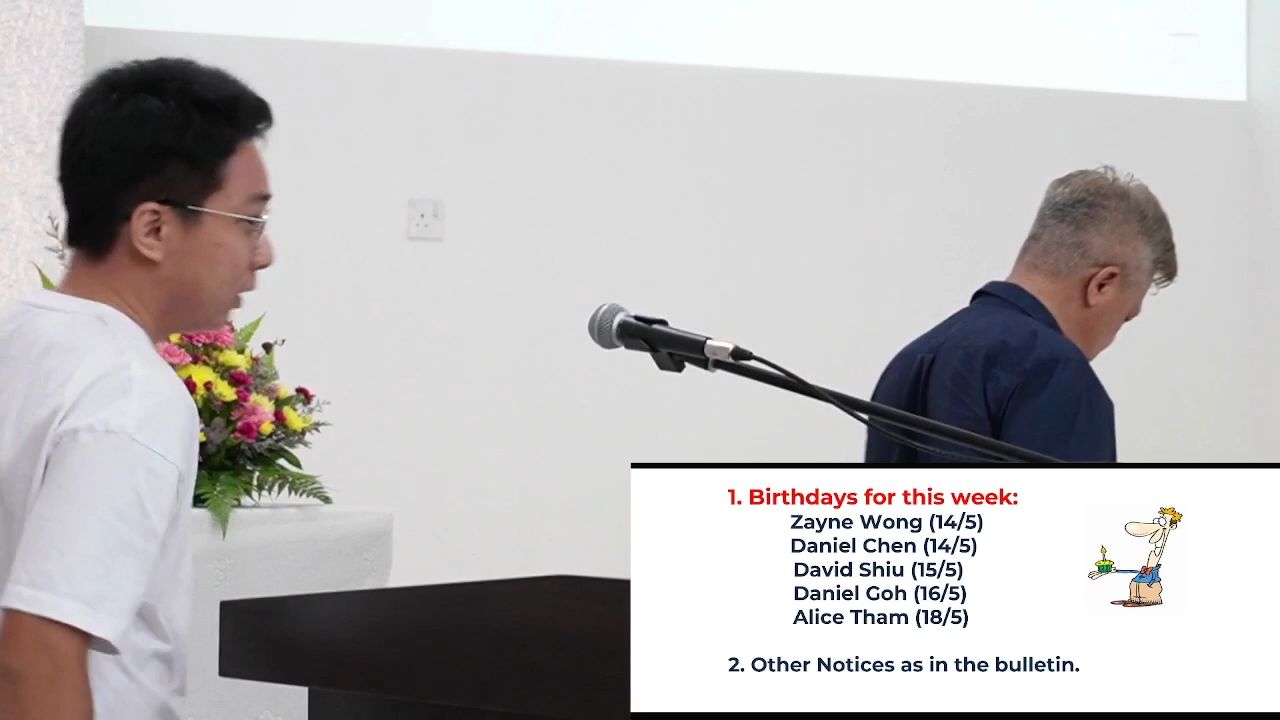 1. Birthdays for this week:
Zayne Wong (14/5)
Daniel Chen (14/5)
David Shiu (15/5)
Daniel Goh (16/5)
Alice Tham (18/5)
2. Other Notices as in the bulletin.